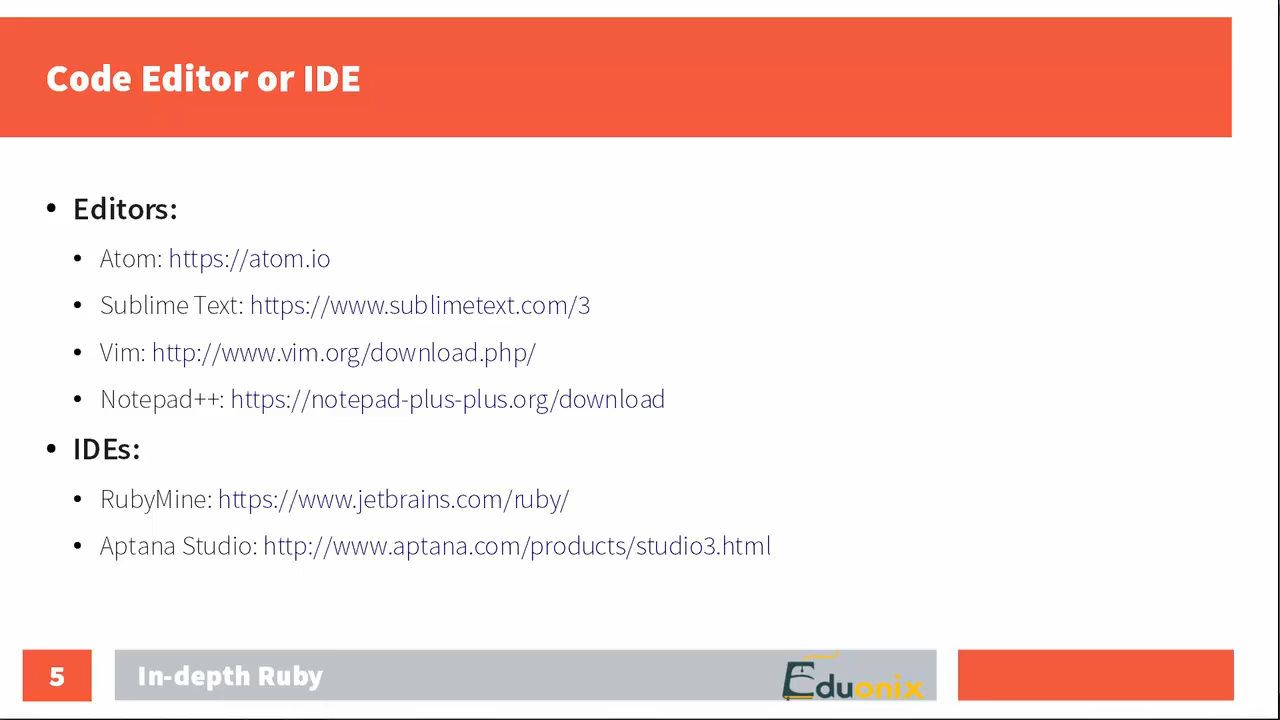 Code Editor or IDE
• Editors:
• Atom: https://atom.io
• Sublime Text: https://www.sublimetext.com/3
• Vim: http://www.vim.org/download.php/
• Notepad++: https://notepad-plus-plus.org/download
• IDEs:
• RubyMine: https://www.jetbrains.com/ruby/
• Aptana Studio: http://www.aptana.com/products/studio3.html
5 In-depth Ruby Eduonix